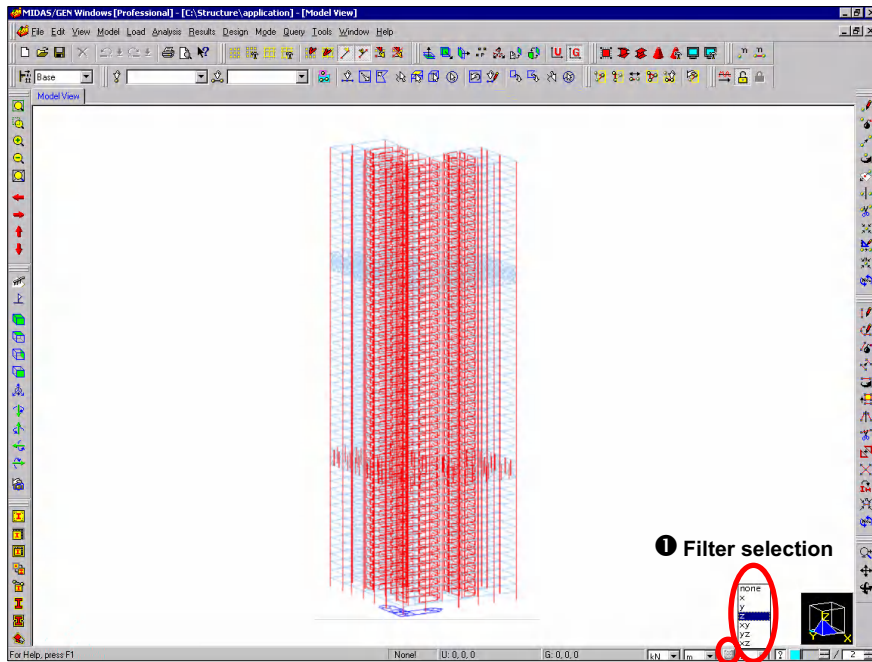 MIDAS/GEN Windows [Professional] - [C:\Structure\application] - [Model View]
File Edit View Model Load Analysis Results Design Mode Query Tools Window Help
Base
Model View
❶ Filter selection
none
x
y
z
xy
yz
xz
For Help, press F1
None!
U: 0, 0, 0
G: 0, 0, 0
kN
m
?
/
2